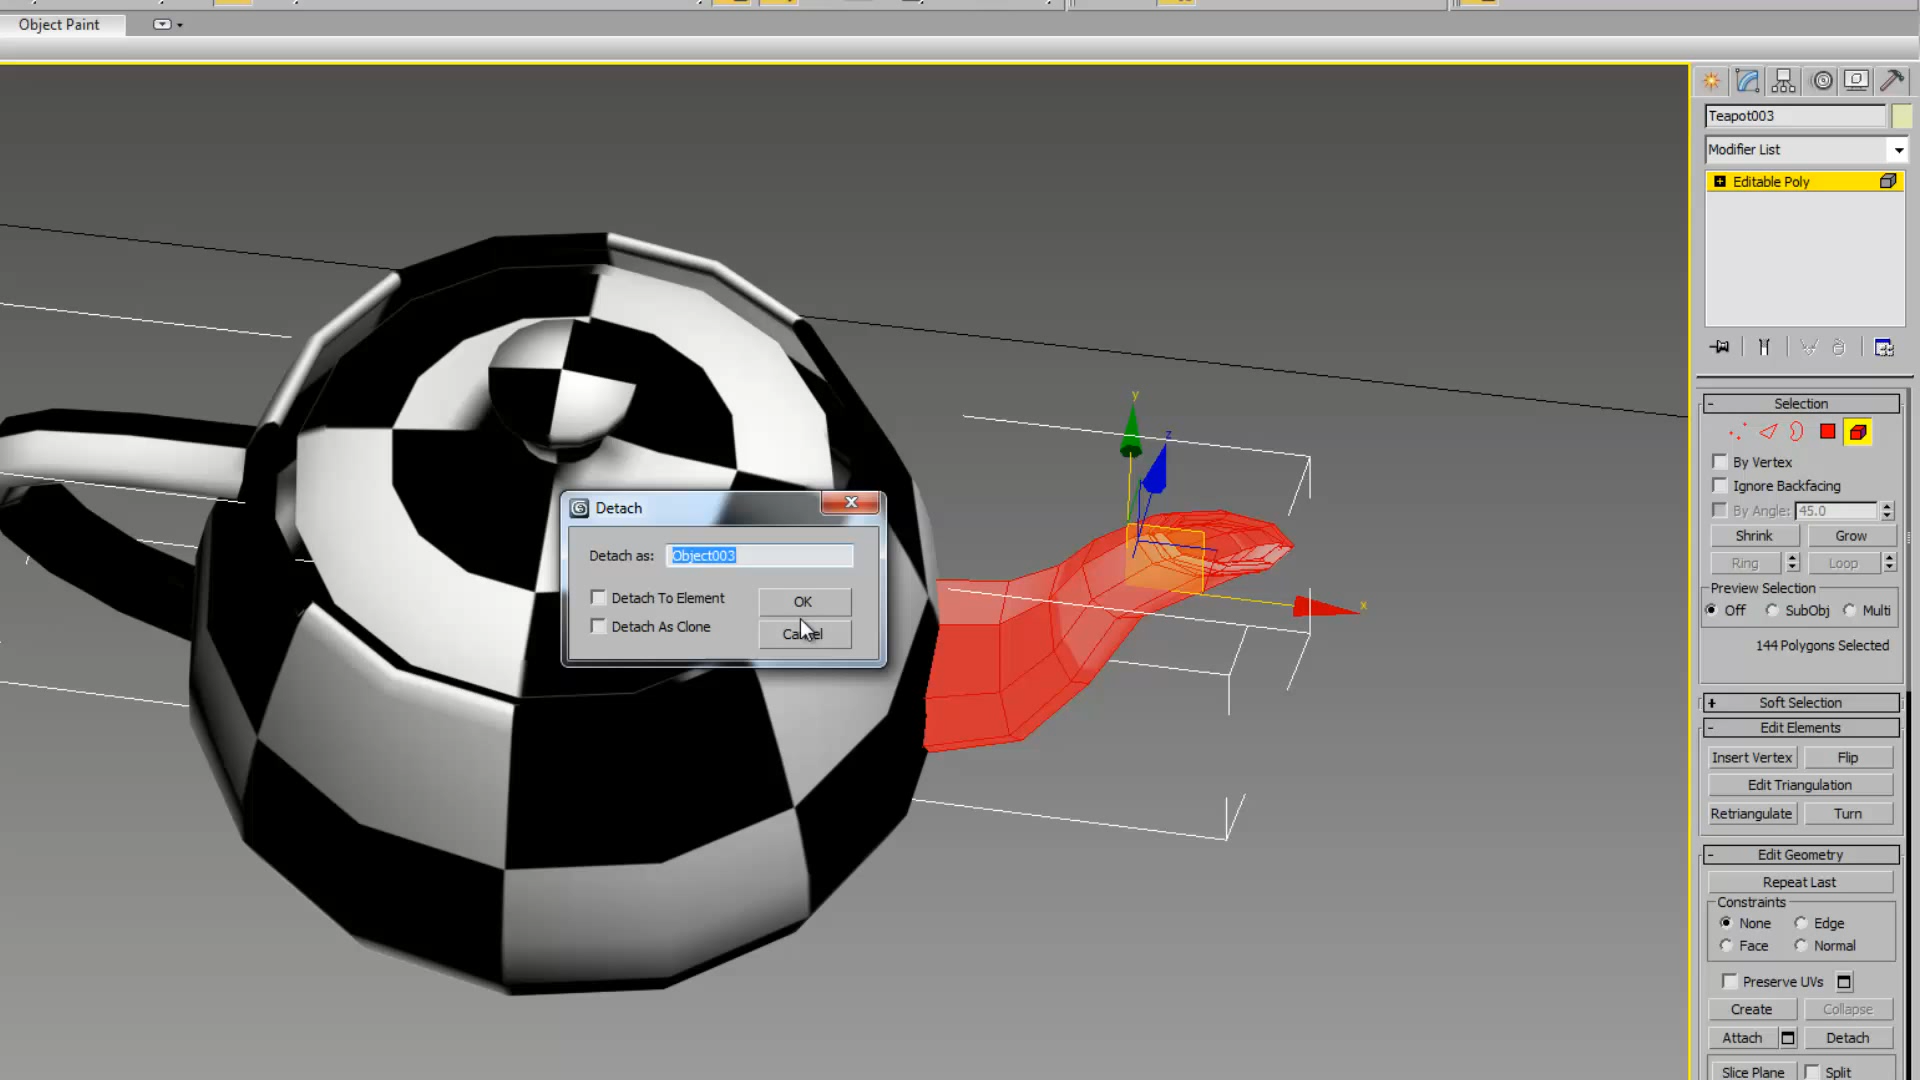 Object Paint
Teapot003
Modifier List
Editable Poly
Selection
By Vertex
Ignore Backfacing
By Angle: 45.0
Shrink Grow
Ring Loop
Preview Selection
Off SubObj Multi
144 Polygons Selected
Soft Selection
Edit Elements
Insert Vertex Flip
Edit Triangulation
Retriangulate Turn
Edit Geometry
Repeat Last
Constraints
None Edge
Face Normal
Preserve UVs
Create Collapse
Attach Detach
Slice Plane Split
Detach
Detach as: Object003
Detach To Element OK
Detach As Clone Cancel
y
z
x